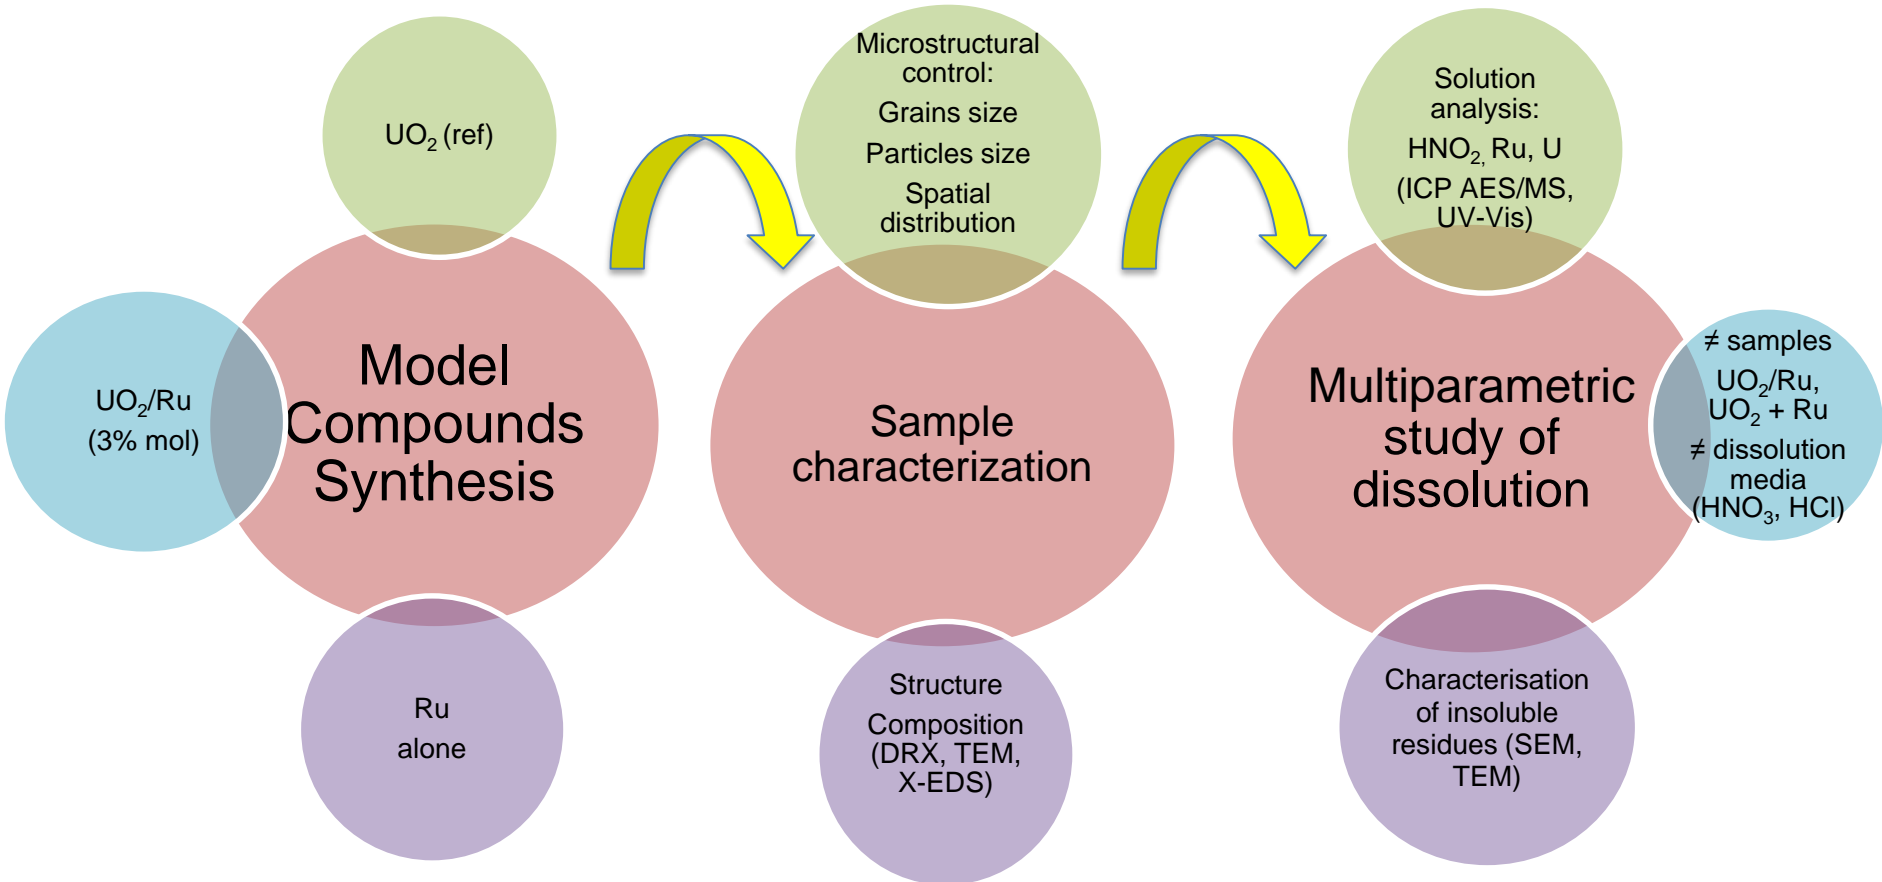 UO₂ (ref)
UO₂/Ru
(3% mol)
Model
Compounds
Synthesis
Ru
alone
Microstructural
control:
Grains size
Particles size
Spatial
distribution
Sample
characterization
Structure
Composition
(DRX, TEM,
X-EDS)
Solution
analysis:
HNO₂, Ru, U
(ICP AES/MS,
UV-Vis)
Multiparametric
study of
dissolution
≠ samples
UO₂/Ru,
UO₂ + Ru
≠ dissolution
media
(HNO₃, HCl)
Characterisation
of insoluble
residues (SEM,
TEM)